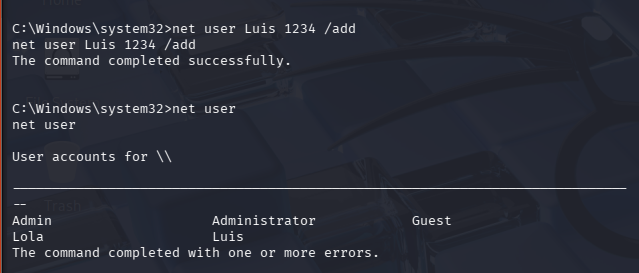 Home
C:\Windows\system32>net user Luis 1234 /add
net user Luis 1234 /add
The command completed successfully.
C:\Windows\system32>net user
net user
User accounts for \\
--
Trash
Admin Administrator Guest
Lola Luis
The command completed with one or more errors.